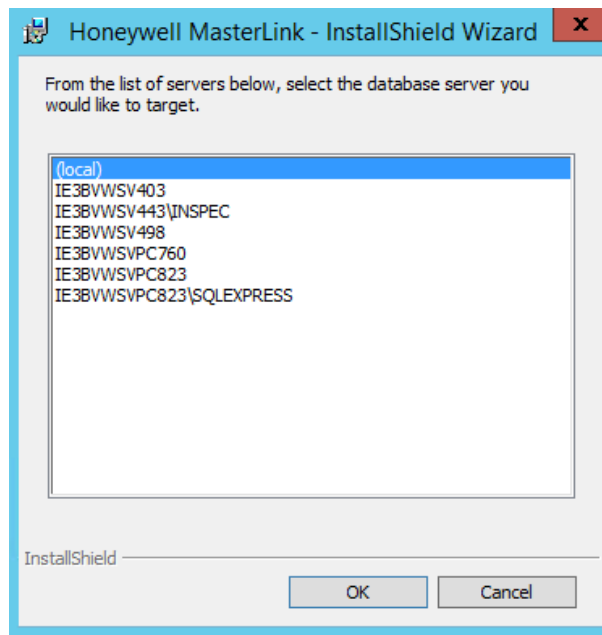 Honeywell MasterLink - InstallShield Wizard
x
From the list of servers below, select the database server you
would like to target.
(local)
IE3BVWSV403
IE3BVWSV443\INSPEC
IE3BVWSV498
IE3BVWSVPC760
IE3BVWSVPC823
IE3BVWSVPC823\SQLEXPRESS
InstallShield
OK
Cancel